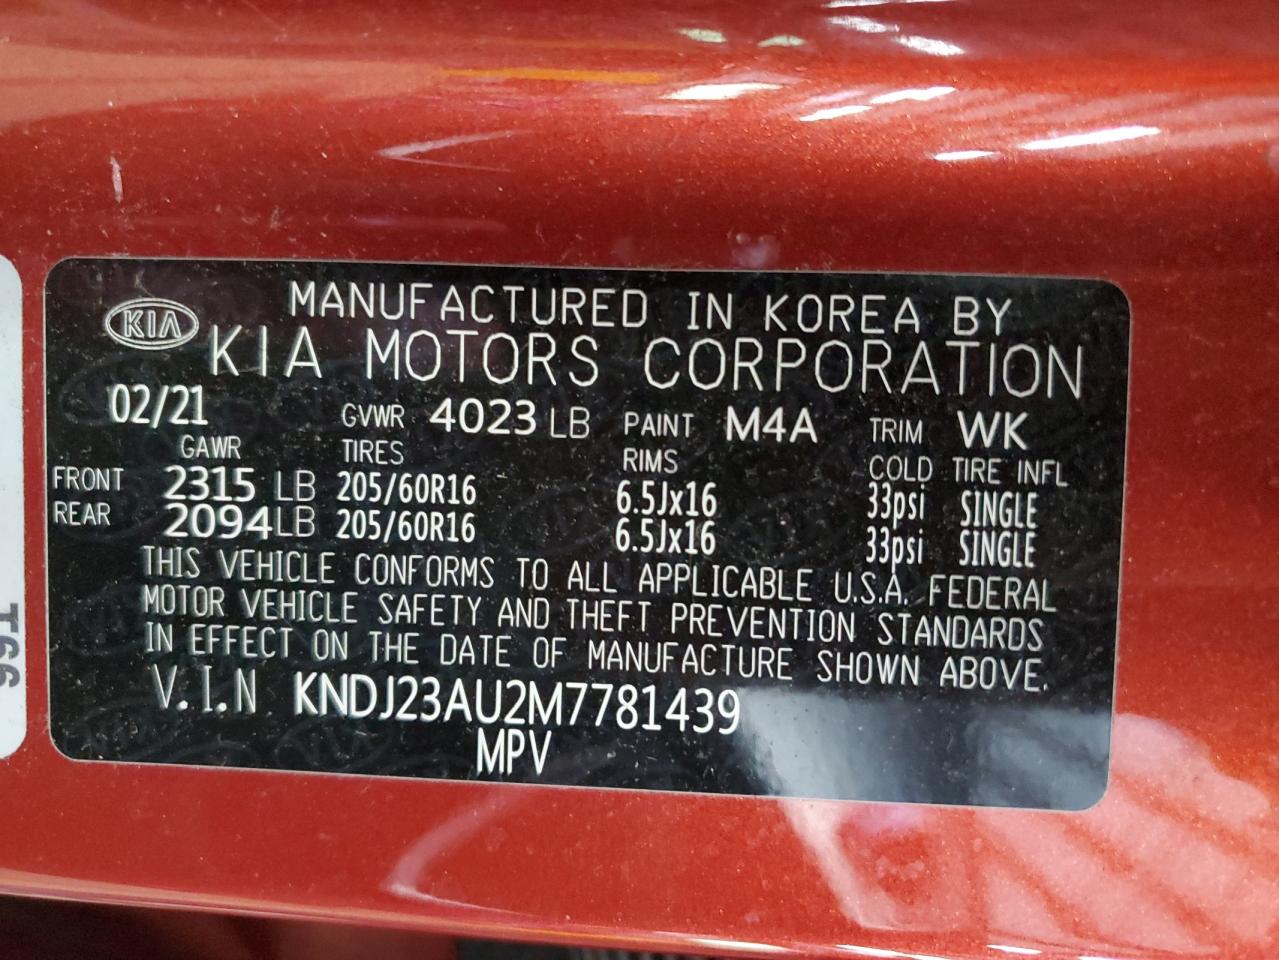 MANUFACTURED IN KOREA BY
KIA
KIA MOTORS CORPORATION
02/21 GVWR 4023 LB PAINT M4A TRIM WK
GAWR TIRES RIMS COLD TIRE INFL
FRONT 2315 LB 205/60R16 6.5Jx16 33psi SINGLE
REAR 2094 LB 205/60R16 6.5Jx16 33psi SINGLE
THIS VEHICLE CONFORMS TO ALL APPLICABLE U.S.A. FEDERAL
MOTOR VEHICLE SAFETY AND THEFT PREVENTION STANDARDS
IN EFFECT ON THE DATE OF MANUFACTURE SHOWN ABOVE.
V.I.N KNDJ23AU2M7781439
MPV
T66